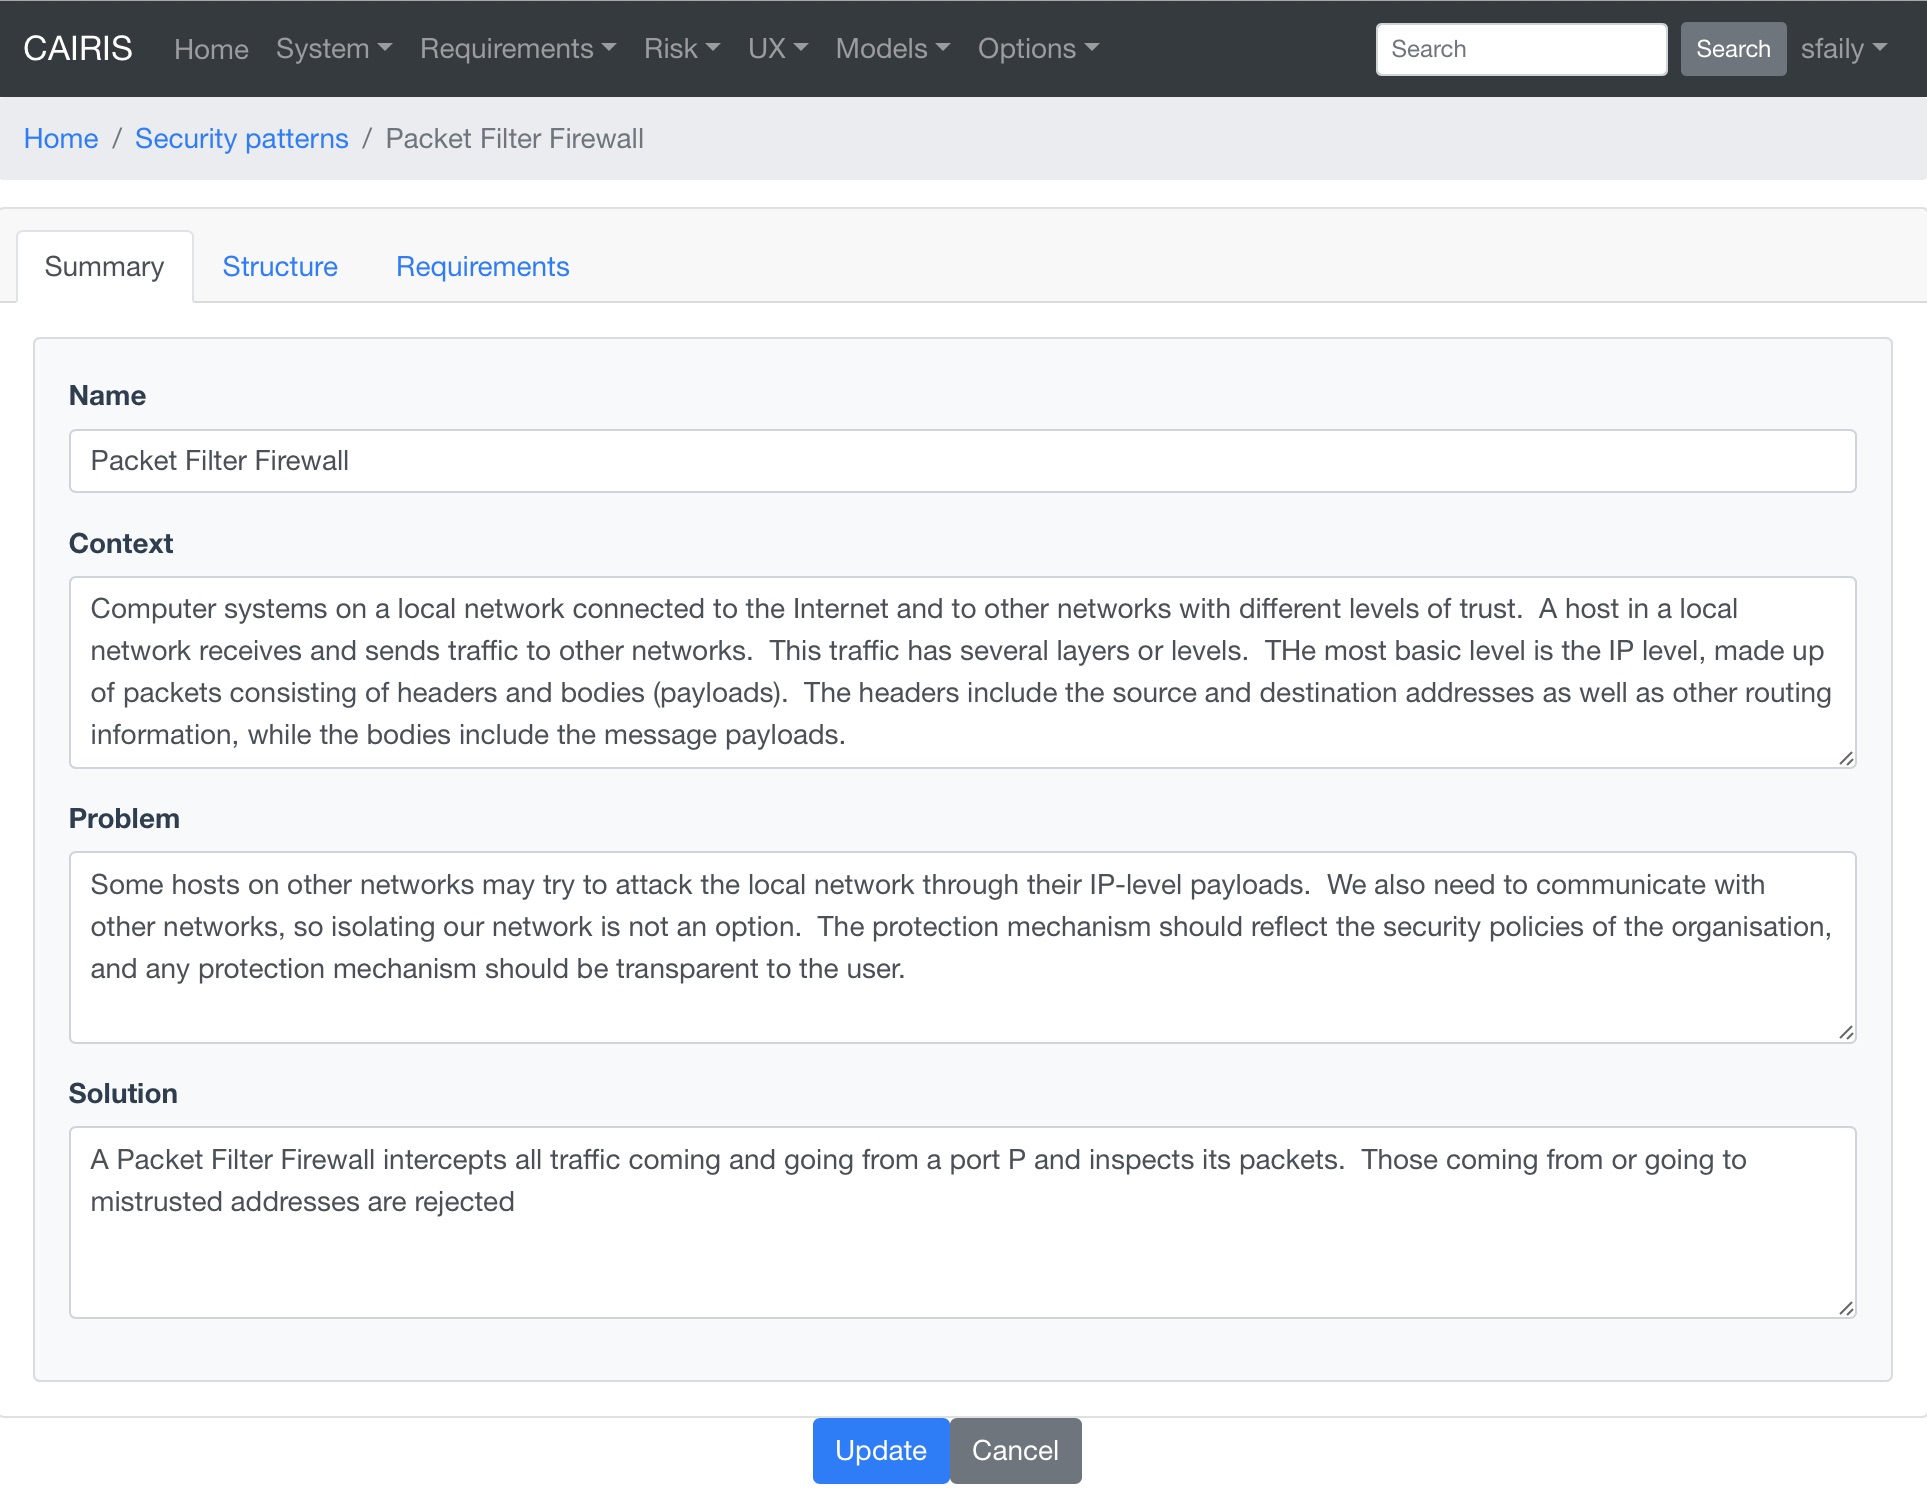 CAIRIS Home System Requirements Risk UX Models Options Search Search sfaily
Home / Security patterns / Packet Filter Firewall
Summary Structure Requirements
Name
Packet Filter Firewall
Context
Computer systems on a local network connected to the Internet and to other networks with different levels of trust.  A host in a local
network receives and sends traffic to other networks.  This traffic has several layers or levels.  THe most basic level is the IP level, made up
of packets consisting of headers and bodies (payloads).  The headers include the source and destination addresses as well as other routing
information, while the bodies include the message payloads.
Problem
Some hosts on other networks may try to attack the local network through their IP-level payloads.  We also need to communicate with
other networks, so isolating our network is not an option.  The protection mechanism should reflect the security policies of the organisation,
and any protection mechanism should be transparent to the user.
Solution
A Packet Filter Firewall intercepts all traffic coming and going from a port P and inspects its packets.  Those coming from or going to
mistrusted addresses are rejected
Update Cancel